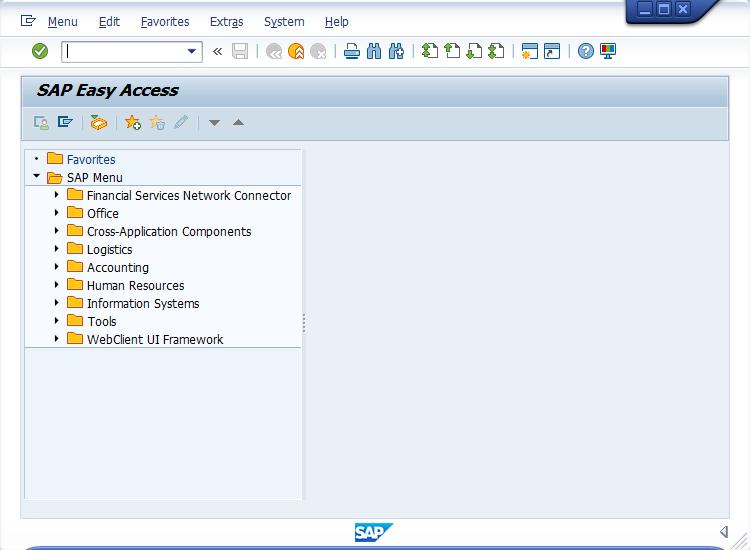 Menu Edit Favorites Extras System Help
SAP Easy Access
Favorites
SAP Menu
Financial Services Network Connector
Office
Cross-Application Components
Logistics
Accounting
Human Resources
Information Systems
Tools
WebClient UI Framework
SAP